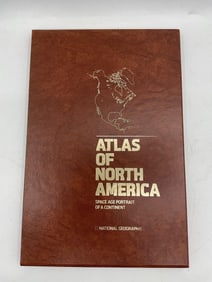 ATLAS
OF
NORTH
AMERICA
SPACE AGE PORTRAIT
OF A CONTINENT
NATIONAL GEOGRAPHIC